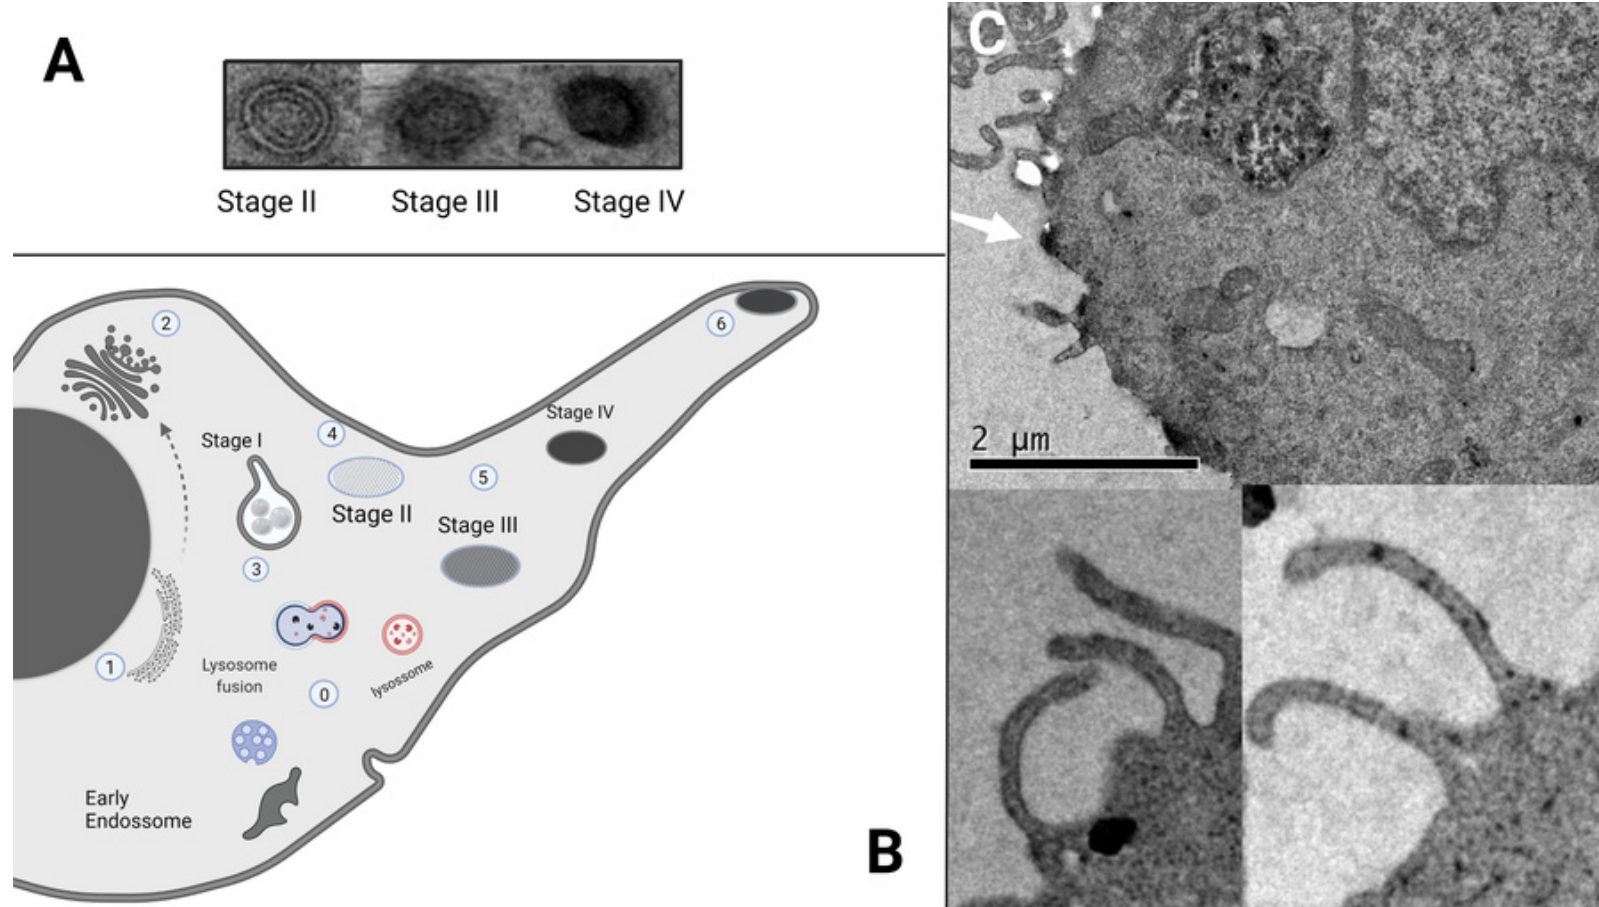 A
Stage II Stage III Stage IV
C
2 µm
2
6
Stage IV
4
Stage I
5
Stage II
Stage III
3
1
Lysosome
fusion
lysossome
0
Early
Endossome
B